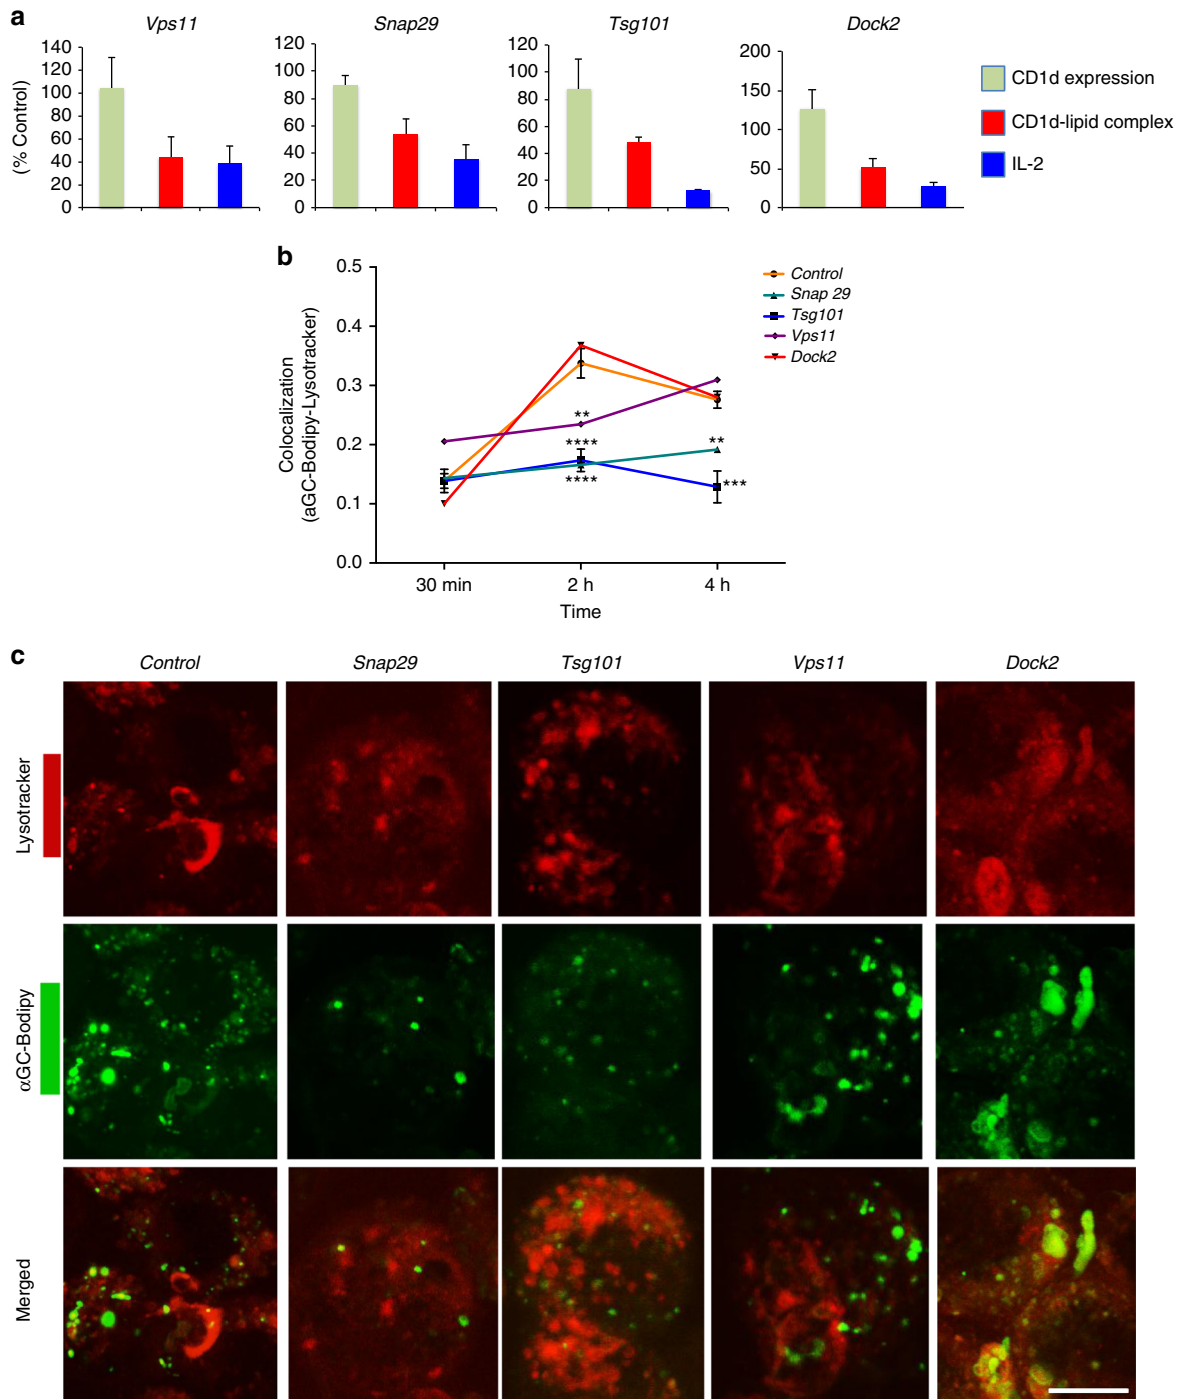 a
Vps11
Snap29
Tsg101
Dock2
(% Control)
140
120
100
80
60
40
20
0
120
100
80
60
40
20
0
120
100
80
60
40
20
0
200
150
100
50
0
CD1d expression
CD1d-lipid complex
IL-2
b
Colocalization
(aGC-Bodipy-Lysotracker)
0.5
0.4
0.3
0.2
0.1
0.0
**
****
****
**
***
30 min
2 h
4 h
Time
Control
Snap 29
Tsg101
Vps11
Dock2
c
Control
Snap29
Tsg101
Vps11
Dock2
Lysotracker
αGC-Bodipy
Merged